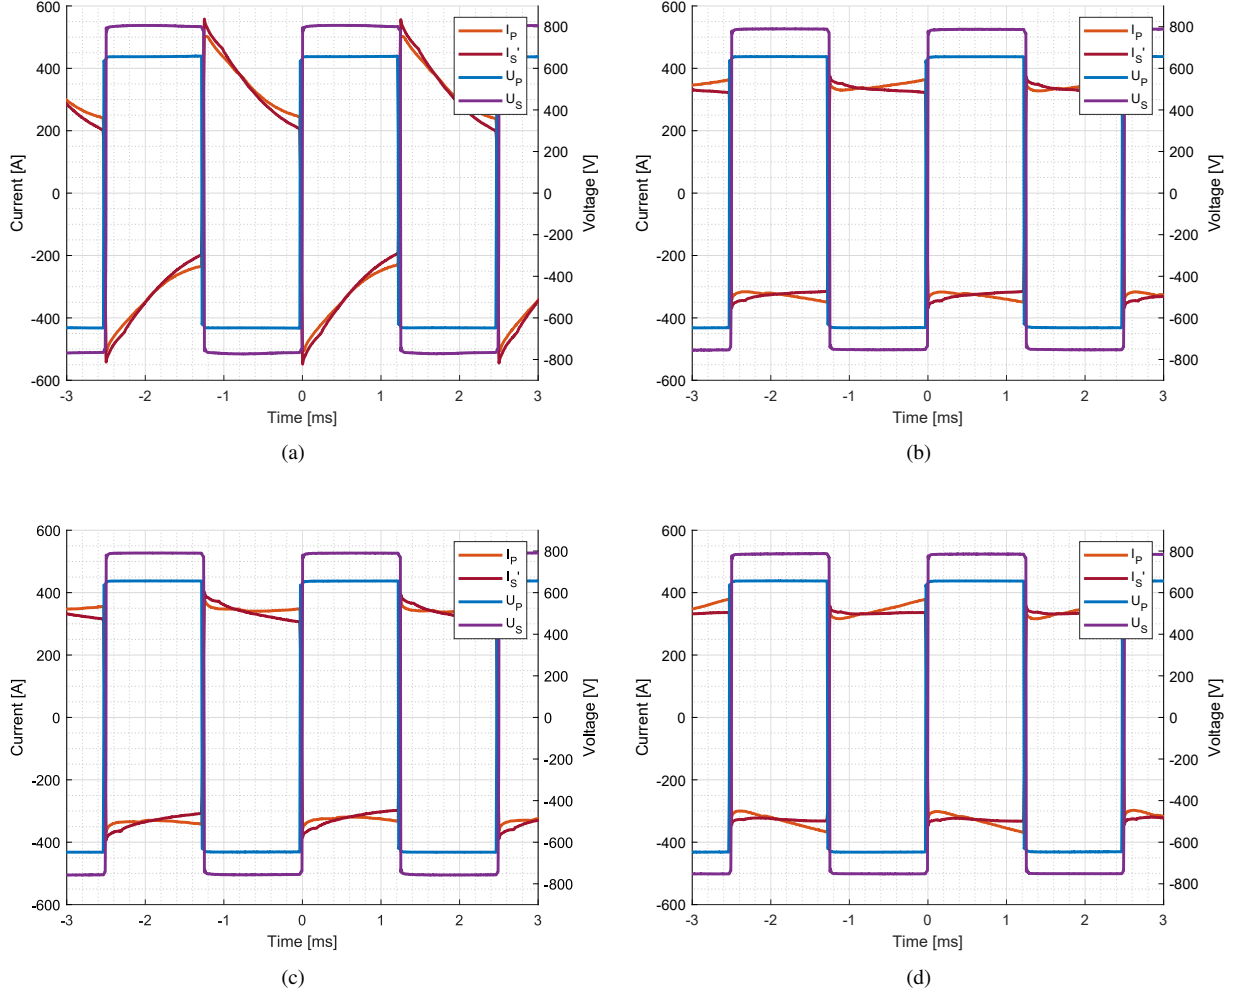 600
400
200
0
-200
-400
-600
Current [A]
-3
-2
-1
0
1
2
3
Time [ms]
800
600
400
200
0
-200
-400
-600
-800
Voltage [V]
I_P
I_S'
U_P
U_S
(a)
600
400
200
0
-200
-400
-600
Current [A]
-3
-2
-1
0
1
2
3
Time [ms]
800
600
400
200
0
-200
-400
-600
-800
Voltage [V]
I_P
I_S'
U_P
U_S
(b)
600
400
200
0
-200
-400
-600
Current [A]
-3
-2
-1
0
1
2
3
Time [ms]
800
600
400
200
0
-200
-400
-600
-800
Voltage [V]
I_P
I_S'
U_P
U_S
(c)
600
400
200
0
-200
-400
-600
Current [A]
-3
-2
-1
0
1
2
3
Time [ms]
800
600
400
200
0
-200
-400
-600
-800
Voltage [V]
I_P
I_S'
U_P
U_S
(d)